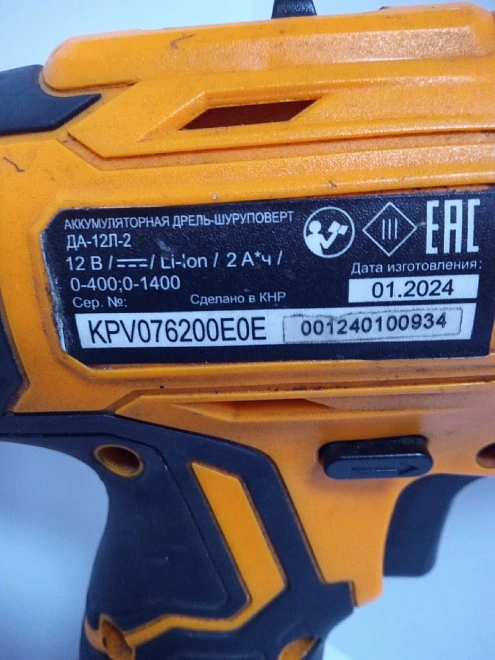 АККУМУЛЯТОРНАЯ ДРЕЛЬ-ШУРУПОВЕРТ
ДА-12Л-2
12 В / / Li-Ion / 2 А*ч /
0-400;0-1400
Сер. №: Сделано в КНР
III
EAC
Дата изготовления:
01.2024
KPV076200E0E 001240100934